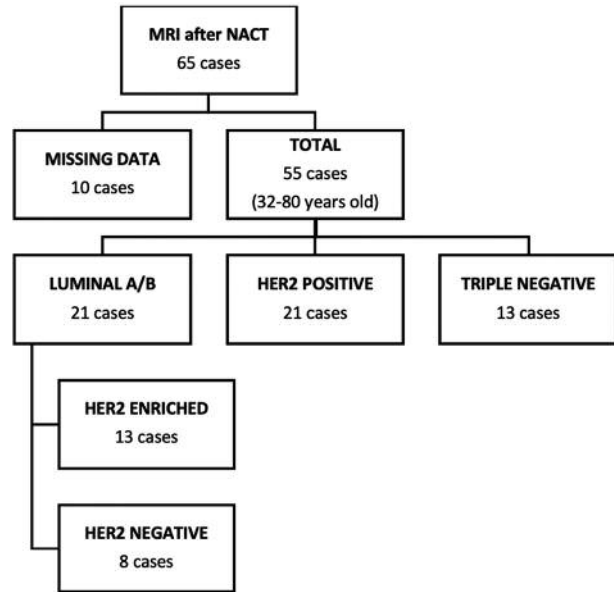 MRI after NACT
65 cases
MISSING DATA
10 cases
TOTAL
55 cases
(32-80 years old)
LUMINAL A/B
21 cases
HER2 POSITIVE
21 cases
TRIPLE NEGATIVE
13 cases
HER2 ENRICHED
13 cases
HER2 NEGATIVE
8 cases